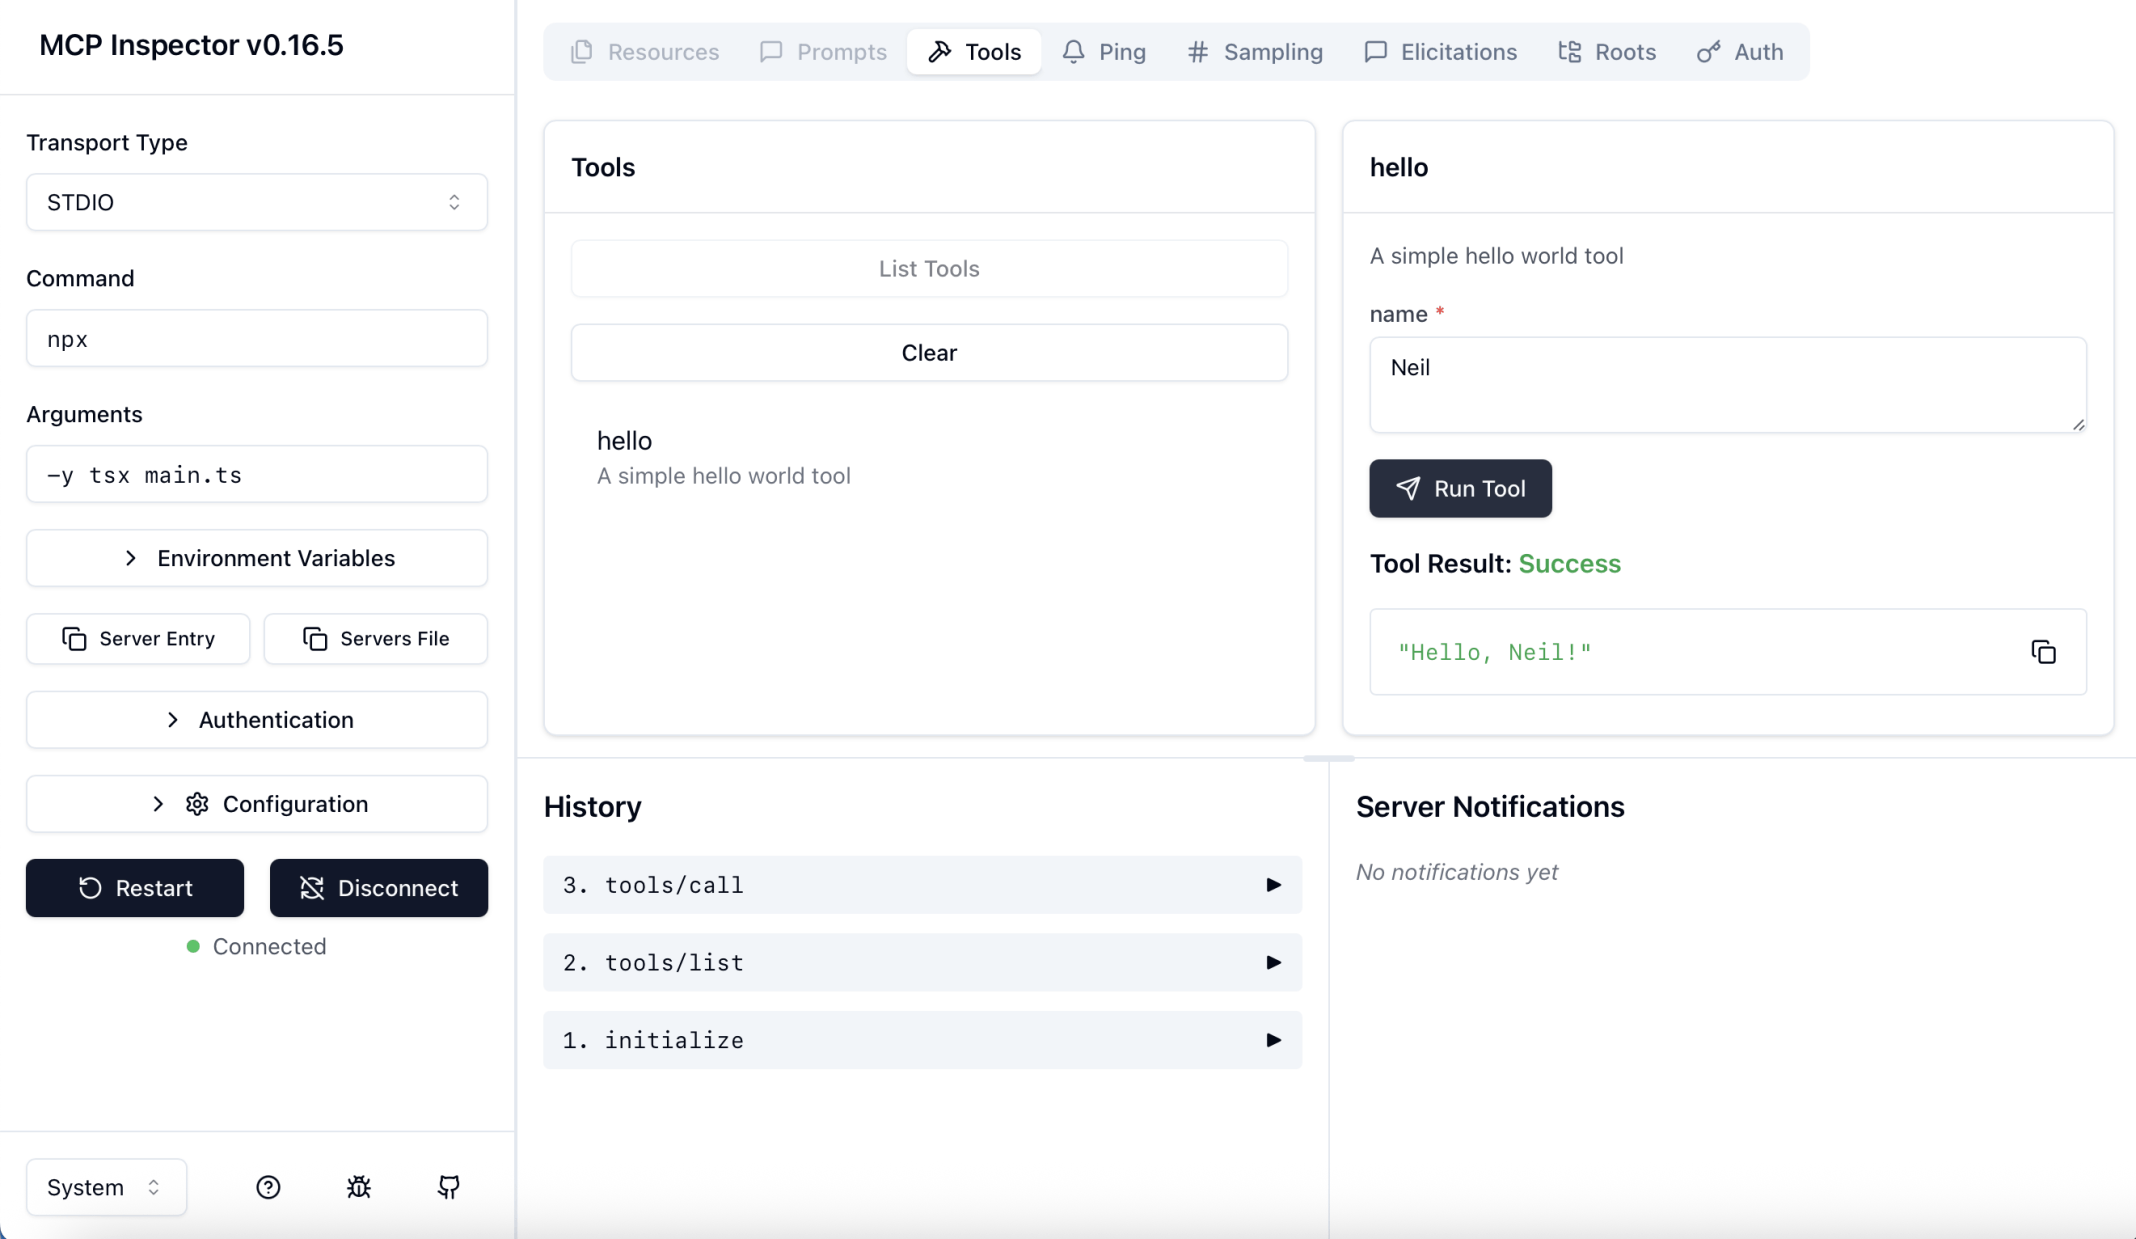 MCP Inspector v0.16.5
Transport Type
STDIO
Command
npx
Arguments
-y tsx main.ts
Environment Variables
Server Entry
Servers File
Authentication
Configuration
Restart
Disconnect
Connected
System
Resources
Prompts
Tools
Ping
Sampling
Elicitations
Roots
Auth
Tools
List Tools
Clear
hello
A simple hello world tool
hello
A simple hello world tool
name *
Neil
Run Tool
Tool Result: Success
"Hello, Neil!"
History
3. tools/call
2. tools/list
1. initialize
Server Notifications
No notifications yet